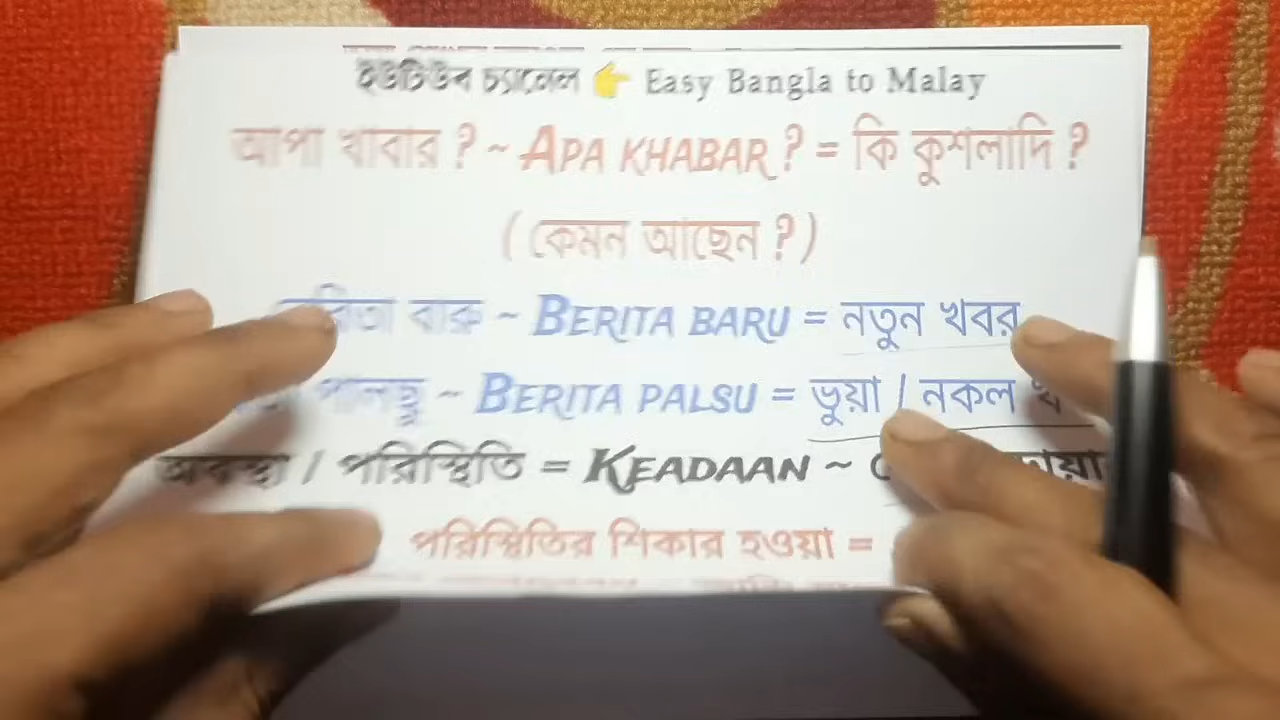 ইউটিউব চ্যানেল 👉 Easy Bangla to Malay
আপা খাবার ? ~ APA KHABAR ? = কি কুশলাদি ?
( কেমন আছেন ? )
বারু ~ BERITA BARU = নতুন খবর
পালছু ~ BERITA PALSU = ভুয়া / নকল
অবস্থা / পরিস্থিতি = KEADAAN ~
পরিস্থিতির শিকার হওয়া =